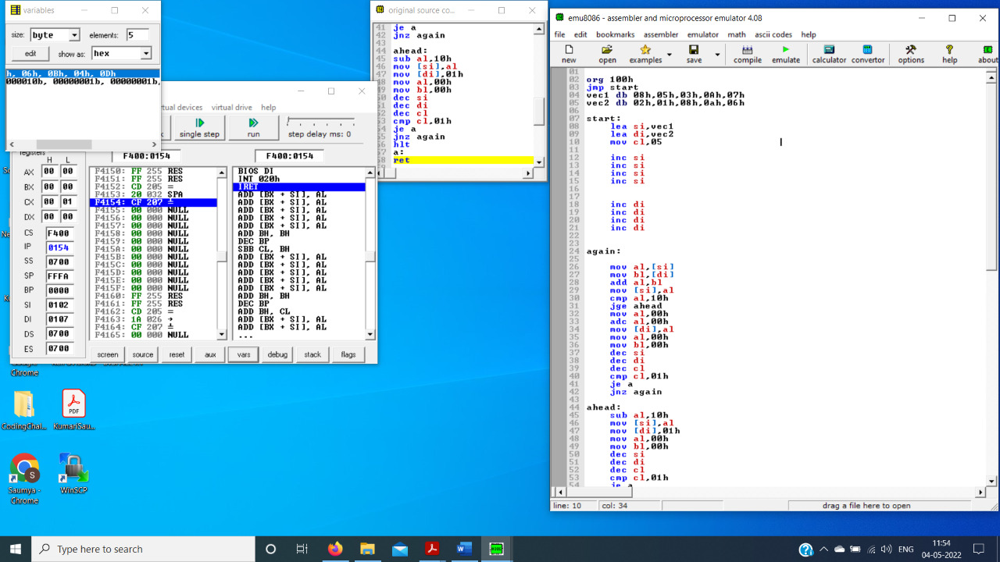 variables
size: byte elements: 5
edit show as: hex
h, 06h, 0Bh, 04h, 0Dh
000010b, 00000001b, 00000001b,
original source co...
41 je a
42 jnz again
43
44 ahead:
45 sub al,10h
46 mov [si],al
47 mov [di],01h
48 mov al,00h
49 mov bl,00h
50 dec si
51 dec di
52 dec cl
53 cmp cl,01h
54 je a
55 jnz again
56 hlt
57 a:
58 ret
virtual devices virtual drive help
single step run step delay ms: 0
registers F400:0154 F400:0154
H L
AX 00 00
BX 00 00
CX 00 01
DX 00 00
CS F400
IP 0154
SS 0700
SP FFFA
BP 0000
SI 0102
DI 0107
DS 0700
ES 0700
F4150: FF 255 RES
F4151: FF 255 RES
F4152: CD 205 =
F4153: 20 032 SPA
F4154: CF 207 ╧
F4155: 00 000 NULL
F4156: 00 000 NULL
F4157: 00 000 NULL
F4158: 00 000 NULL
F4159: 00 000 NULL
F415A: 00 000 NULL
F415B: 00 000 NULL
F415C: 00 000 NULL
F415D: 00 000 NULL
F415E: 00 000 NULL
F415F: 00 000 NULL
F4160: FF 255 RES
F4161: FF 255 RES
F4162: CD 205 =
F4163: 1A 026 →
F4164: CF 207 ╧
F4165: 00 000 NULL
BIOS DI
INT 020h
IRET
ADD [BX + SI], AL
ADD [BX + SI], AL
ADD [BX + SI], AL
ADD [BX + SI], AL
ADD [BX + SI], AL
ADD BH, BH
DEC BP
SBB CL, BH
ADD [BX + SI], AL
ADD [BX + SI], AL
ADD [BX + SI], AL
ADD [BX + SI], AL
ADD [BX + SI], AL
ADD BH, BH
DEC BP
ADD BH, CL
ADD [BX + SI], AL
ADD [BX + SI], AL
...
screen source reset aux vars debug stack flags
emu8086 - assembler and microprocessor emulator 4.08
file edit bookmarks assembler emulator math ascii codes help
new open examples save compile emulate calculator convertor options help about
01
02 org 100h
03 jmp start
04 vec1 db 08h,05h,03h,0Ah,07h
05 vec2 db 02h,01h,08h,0ah,06h
06
07 start:
08 lea si,vec1
09 lea di,vec2
10 mov cl,05
11
12 inc si
13 inc si
14 inc si
15 inc si
16
17
18 inc di
19 inc di
20 inc di
21 inc di
22
23
24 again:
25
26 mov al,[si]
27 mov bl,[di]
28 add al,bl
29 mov [si],al
30 cmp al,10h
31 jge ahead
32 mov al,00h
33 adc al,00h
34 mov [di],al
35 mov al,00h
36 mov bl,00h
37 dec si
38 dec di
39 dec cl
40 cmp cl,01h
41 je a
42 jnz again
43
44 ahead:
45 sub al,10h
46 mov [si],al
47 mov [di],01h
48 mov al,00h
49 mov bl,00h
50 dec si
51 dec di
52 dec cl
53 cmp cl,01h
54 je a
line: 10 col: 34 drag a file here to open
Chrome
CodingChal... KumariSau...
PDF
Saumya - Chrome WinSCP
Type here to search
ENG
11:54
04-05-2022